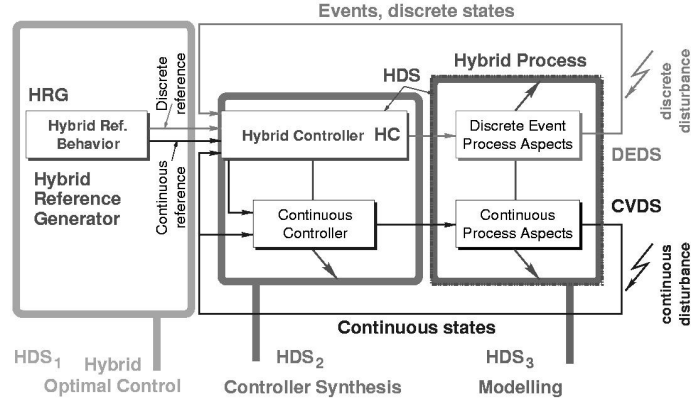 Events, discrete states
Hybrid Process
HDS
discrete
disturbance
HRG
Discrete
reference
Hybrid Ref.
Behavior
Hybrid Controller HC
Discrete Event
Process Aspects
DEDS
Hybrid
Reference
Generator
Continuous
reference
Continuous
Controller
Continuous
Process Aspects
CVDS
continuous
disturbance
Continuous states
HDS1
Hybrid
Optimal Control
HDS2
Controller Synthesis
HDS3
Modelling